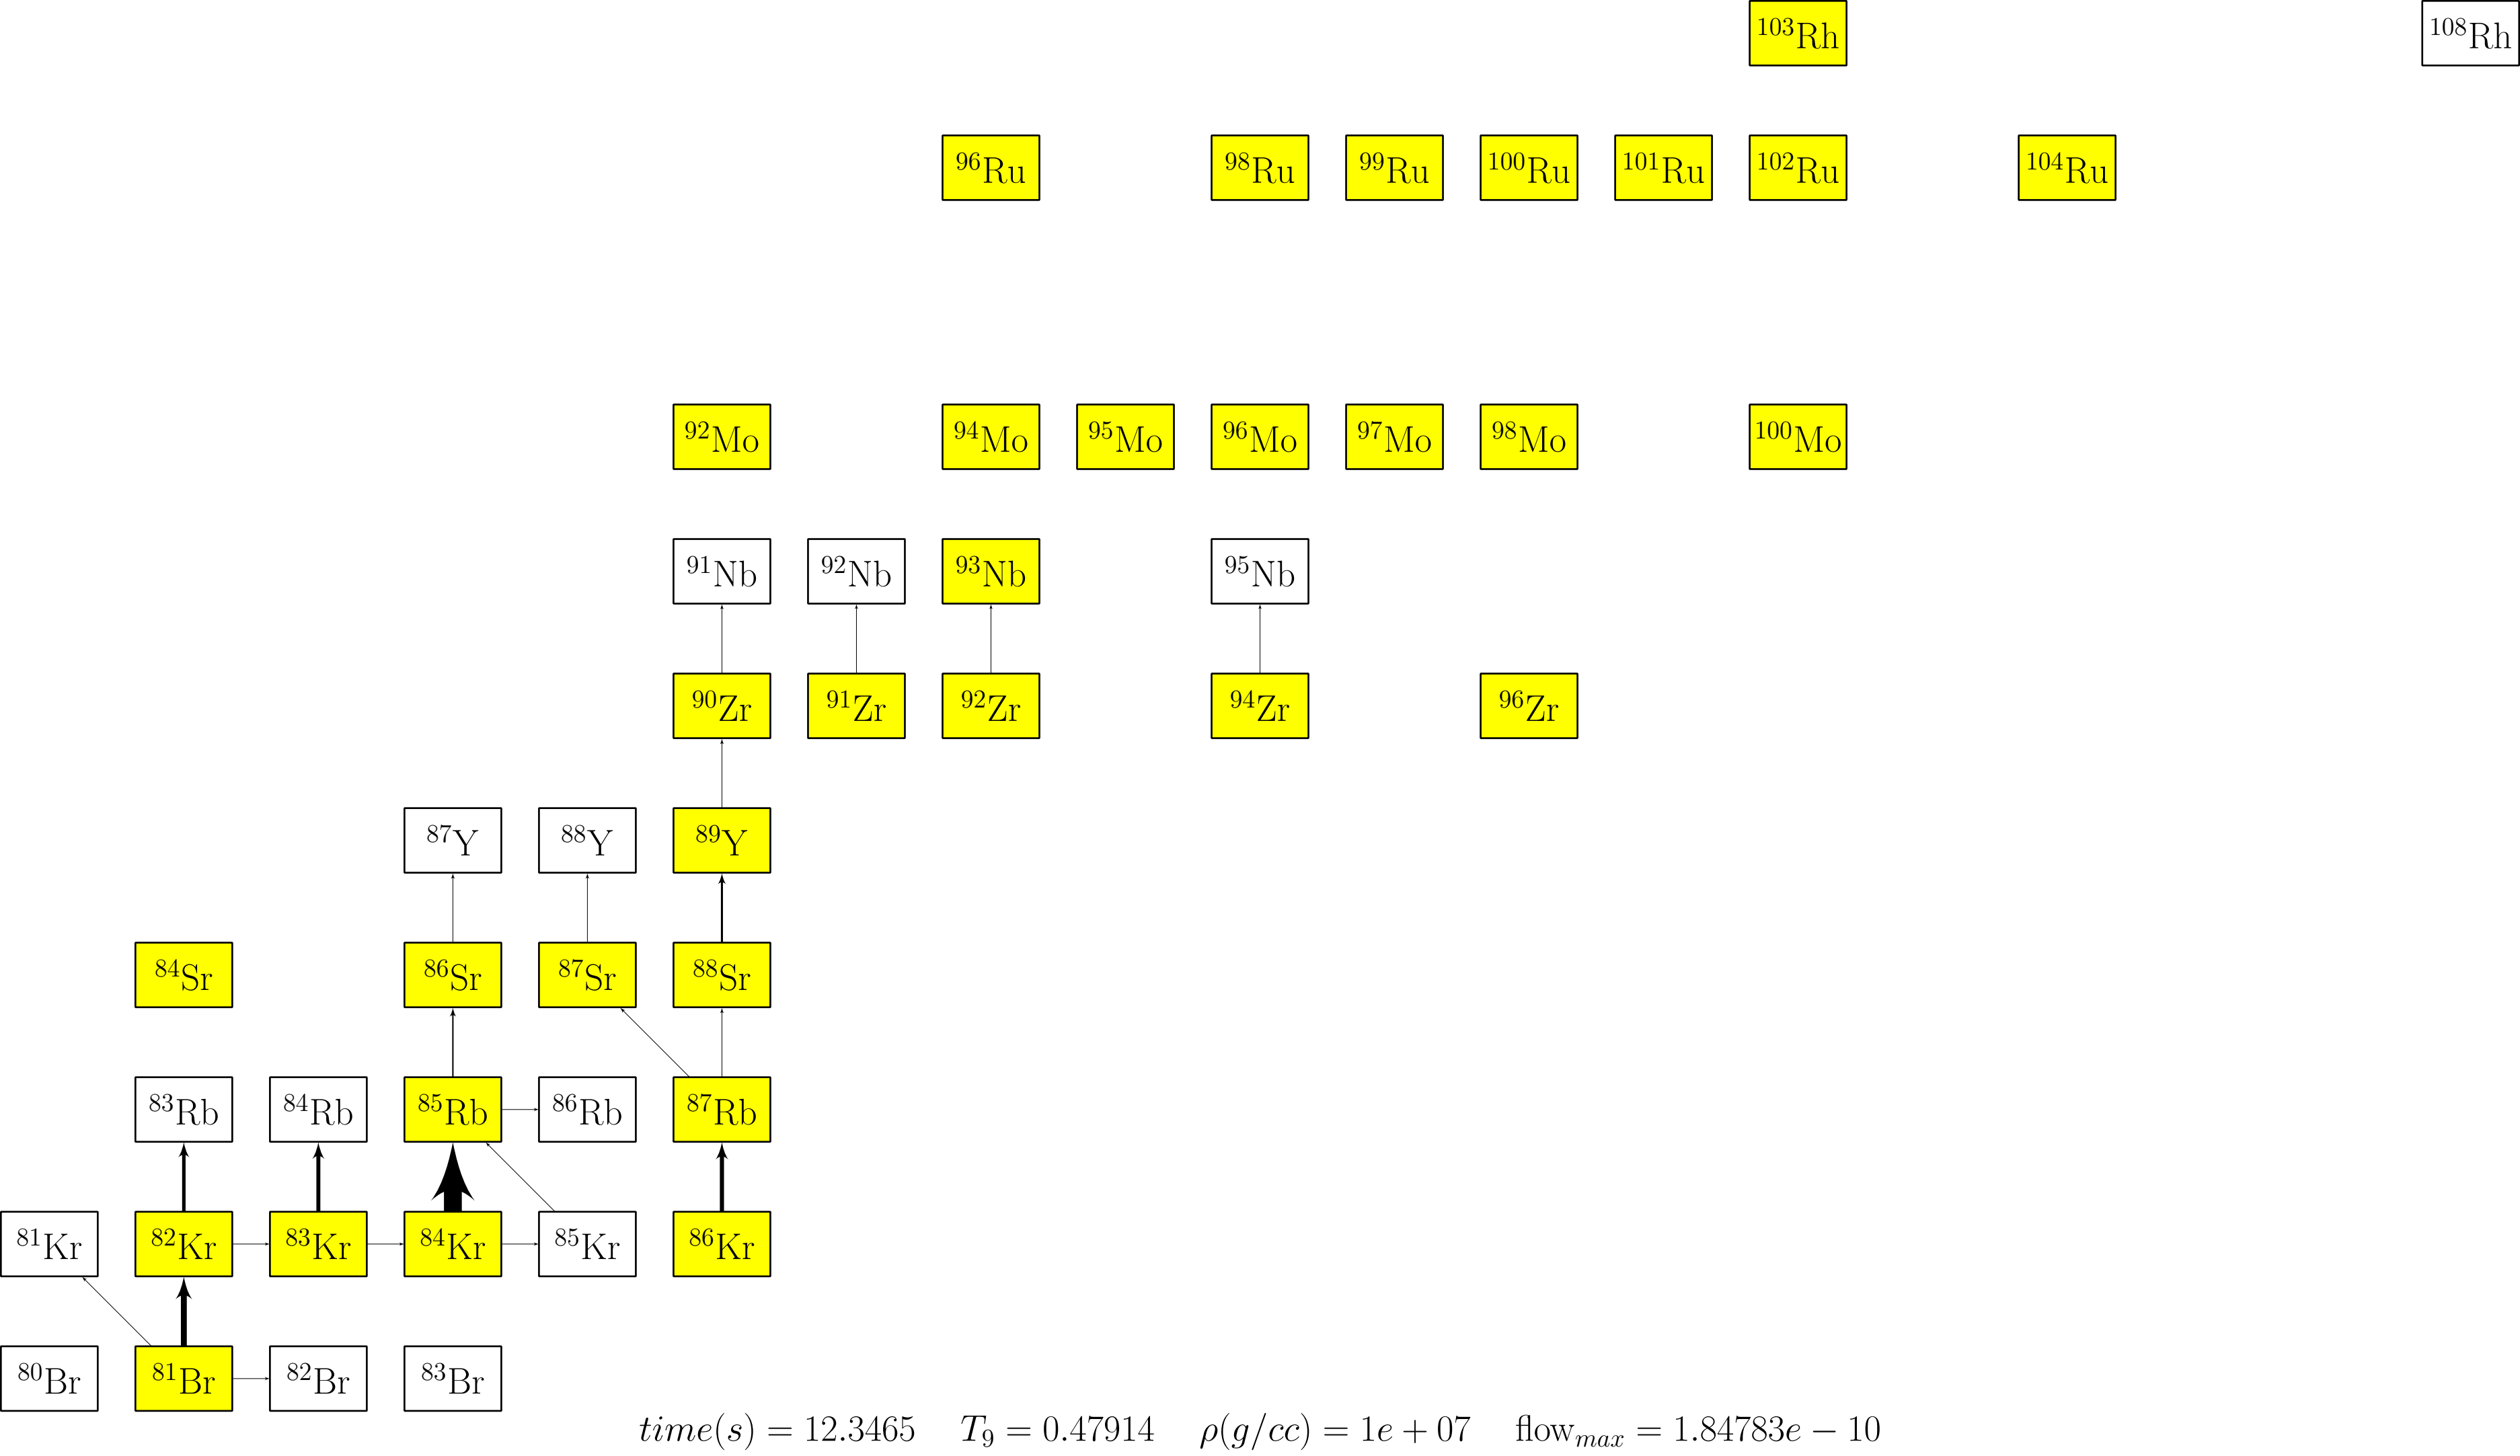 ¹⁰³Rh ¹⁰⁸Rh
⁹⁶Ru ⁹⁸Ru ⁹⁹Ru ¹⁰⁰Ru ¹⁰¹Ru ¹⁰²Ru ¹⁰⁴Ru
⁹²Mo ⁹⁴Mo ⁹⁵Mo ⁹⁶Mo ⁹⁷Mo ⁹⁸Mo ¹⁰⁰Mo
⁹¹Nb ⁹²Nb ⁹³Nb ⁹⁵Nb
⁹⁰Zr ⁹¹Zr ⁹²Zr ⁹⁴Zr ⁹⁶Zr
⁸⁷Y ⁸⁸Y ⁸⁹Y
⁸⁴Sr ⁸⁶Sr ⁸⁷Sr ⁸⁸Sr
⁸³Rb ⁸⁴Rb ⁸⁵Rb ⁸⁶Rb ⁸⁷Rb
⁸¹Kr ⁸²Kr ⁸³Kr ⁸⁴Kr ⁸⁵Kr ⁸⁶Kr
⁸⁰Br ⁸¹Br ⁸²Br ⁸³Br
time(s) = 12.3465 T₉ = 0.47914 ρ(g/cc) = 1e + 07 flowₘₐₓ = 1.84783e − 10